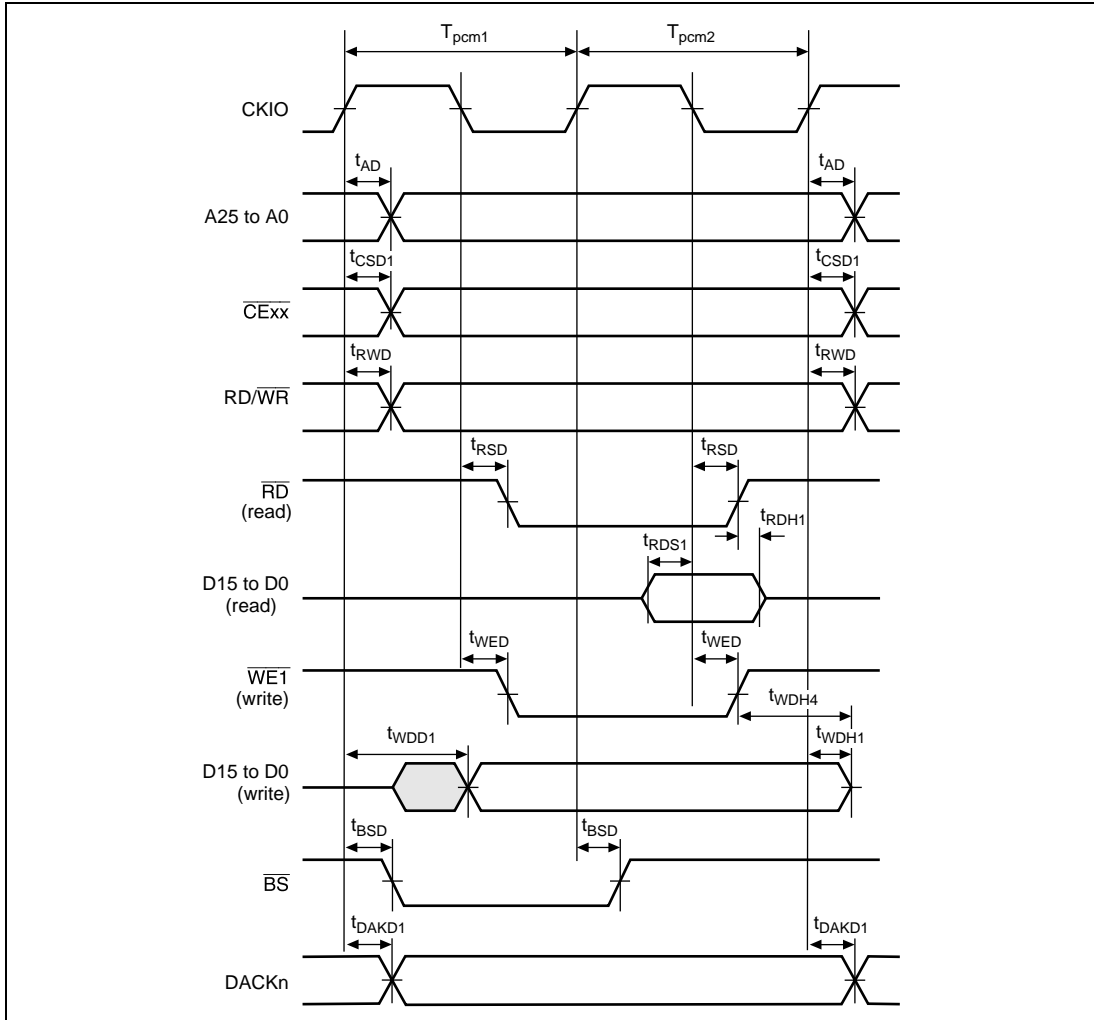 Tpcm1 Tpcm2
CKIO
tAD tAD
A25 to A0
tCSD1 tCSD1
CExx
tRWD tRWD
RD/WR
tRSD tRSD
RD
(read)
tRDH1
tRDS1
D15 to D0
(read)
tWED tWED
WE1
(write)
tWDH4
tWDD1 tWDH1
D15 to D0
(write)
tBSD tBSD
BS
tDAKD1 tDAKD1
DACKn